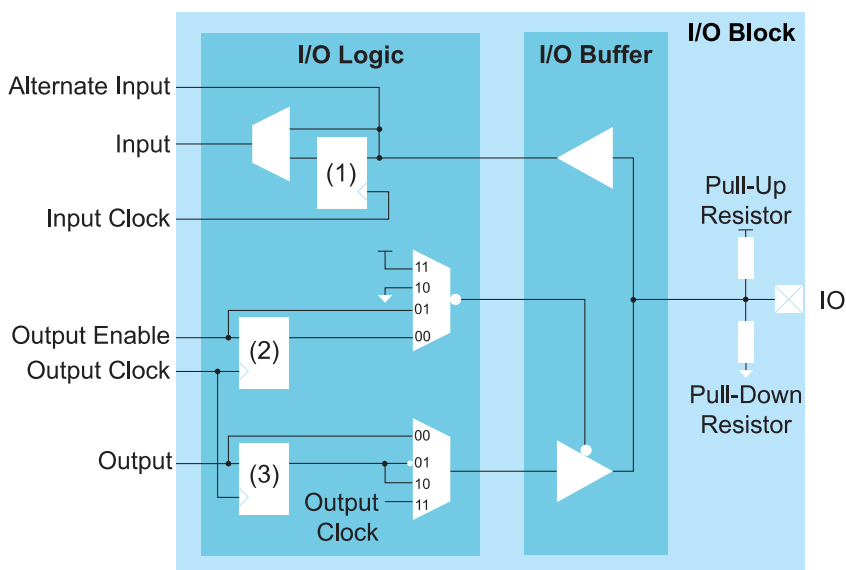 I/O Block
I/O Logic
I/O Buffer
Alternate Input
Input
(1)
Input Clock
Pull-Up
Resistor
11
10
01
00
IO
Output Enable
(2)
Output Clock
Pull-Down
Resistor
00
01
10
11
Output
(3)
Output
Clock